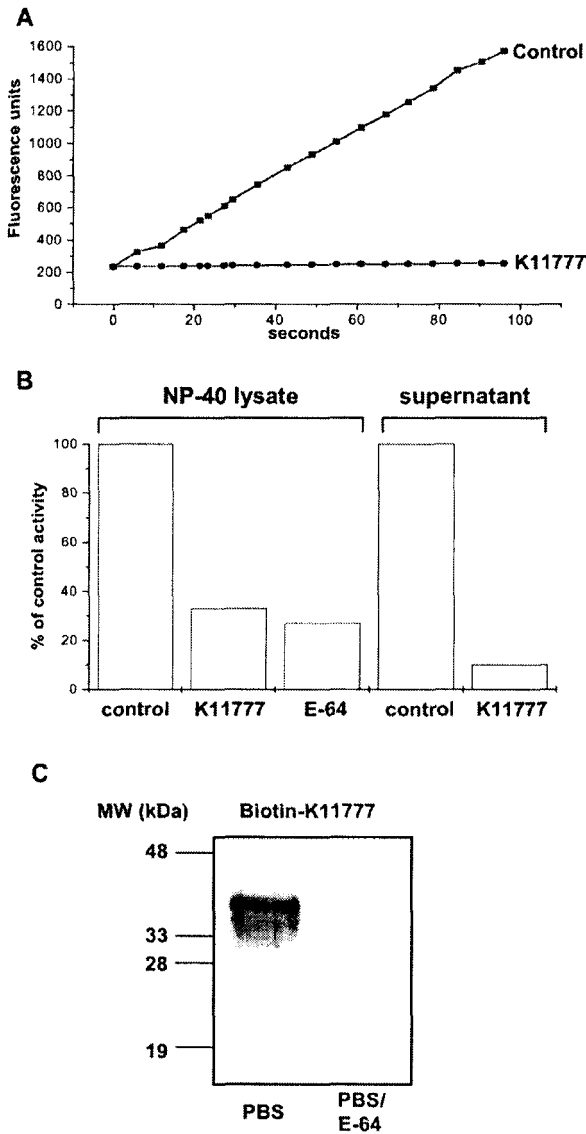 A
Fluorescence units
1600
1400
1200
1000
800
600
400
200
0
Control
K11777
0 20 40 60 80 100
seconds
B
NP-40 lysate supernatant
% of control activity
100
80
60
40
20
0
control K11777 E-64 control K11777
C
MW (kDa) Biotin-K11777
48
33
28
19
PBS PBS/
E-64